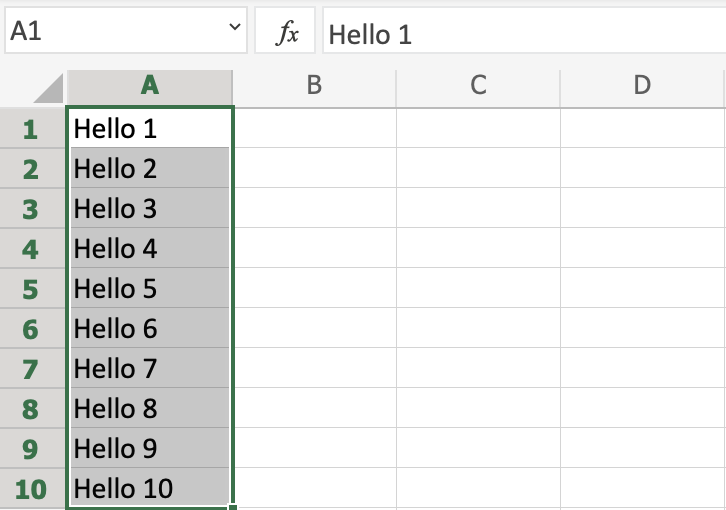 A1 fx Hello 1
A B C D
1 Hello 1
2 Hello 2
3 Hello 3
4 Hello 4
5 Hello 5
6 Hello 6
7 Hello 7
8 Hello 8
9 Hello 9
10 Hello 10